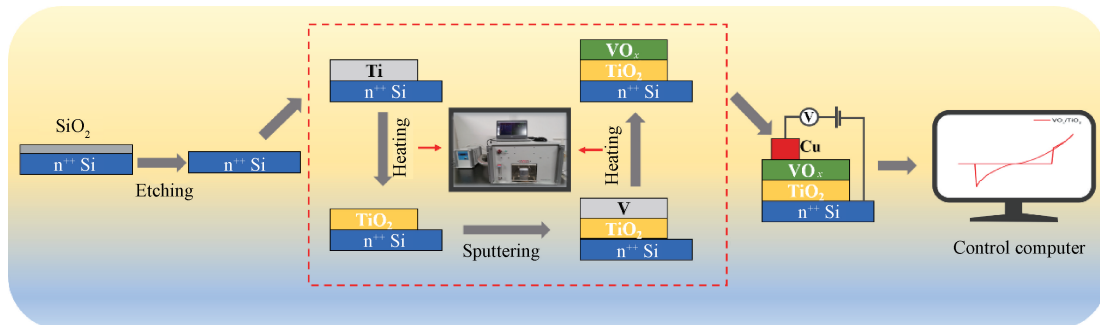 SiO₂
n⁺⁺ Si
Etching
n⁺⁺ Si
Ti
n⁺⁺ Si
Heating
TiO₂
n⁺⁺ Si
Sputtering
V
TiO₂
n⁺⁺ Si
Heating
VOₓ
TiO₂
n⁺⁺ Si
V
Cu
VOₓ
TiO₂
n⁺⁺ Si
VOₓ/TiO₂
Control computer